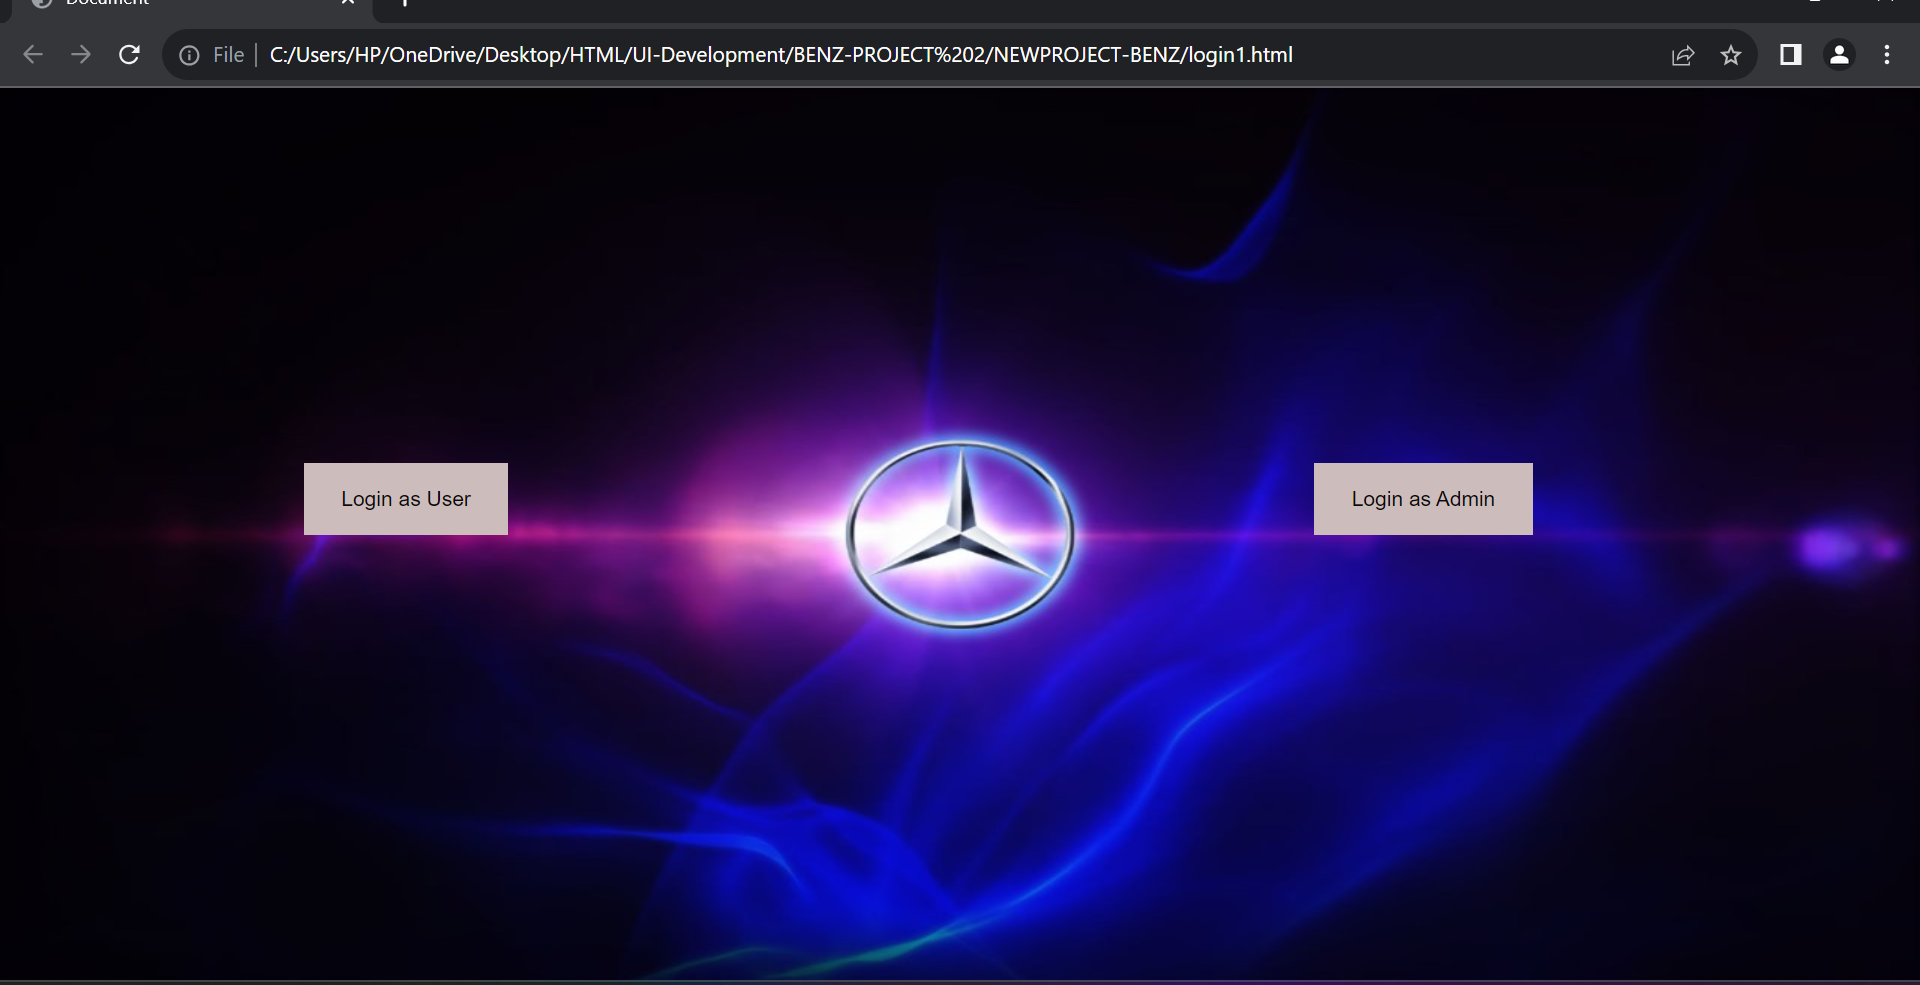 Document
File
C:/Users/HP/OneDrive/Desktop/HTML/UI-Development/BENZ-PROJECT%202/NEWPROJECT-BENZ/login1.html
Login as User
Login as Admin